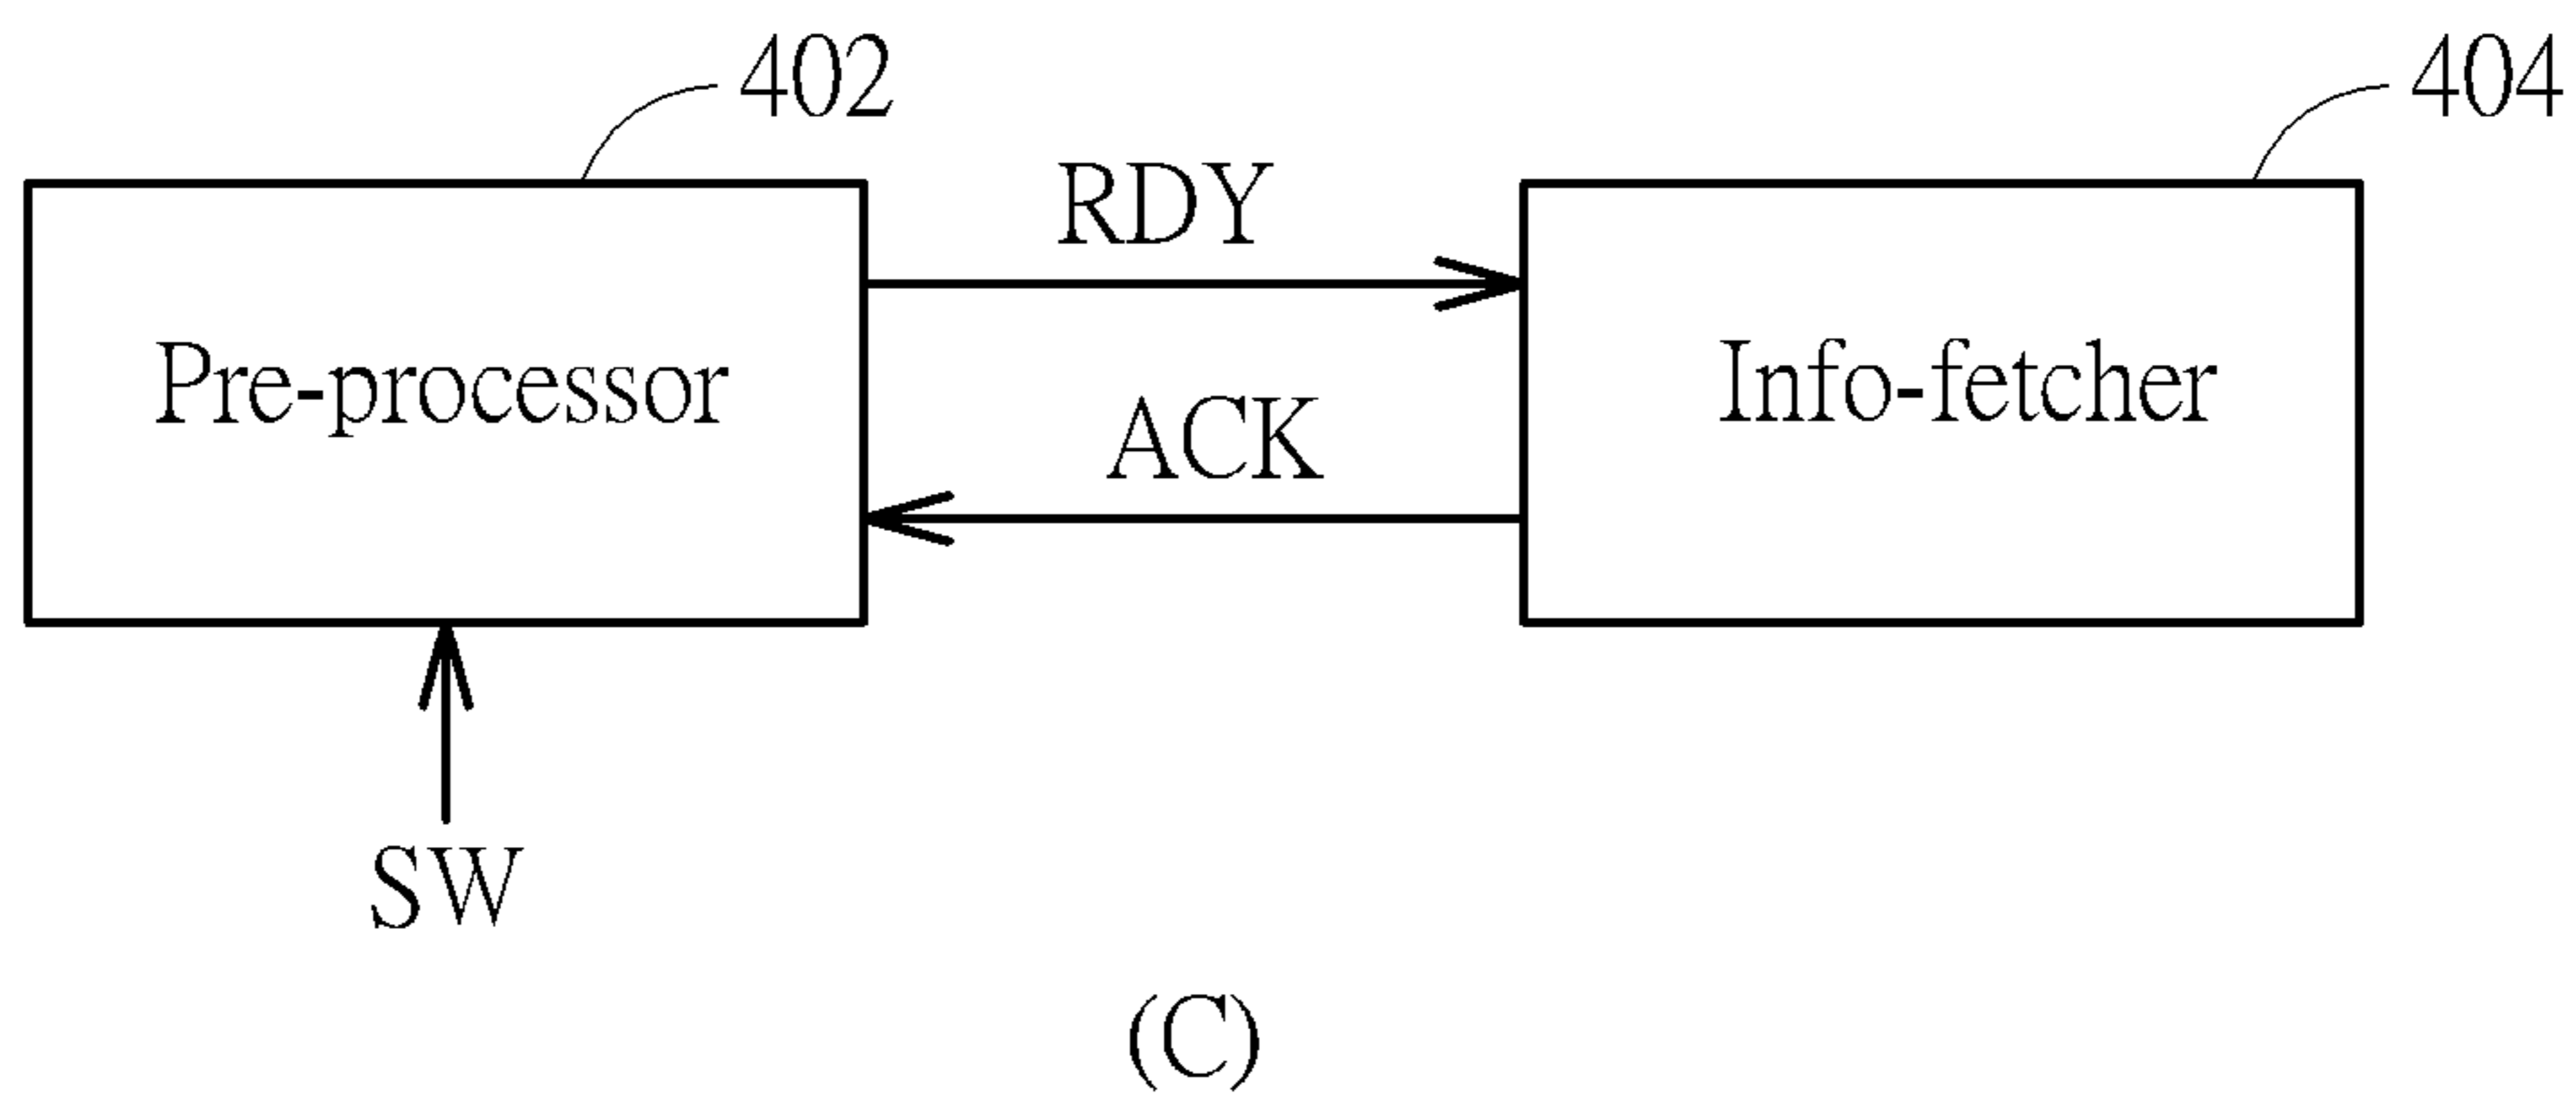 402
404
RDY
Pre-processor
Info-fetcher
ACK
SW
(C)